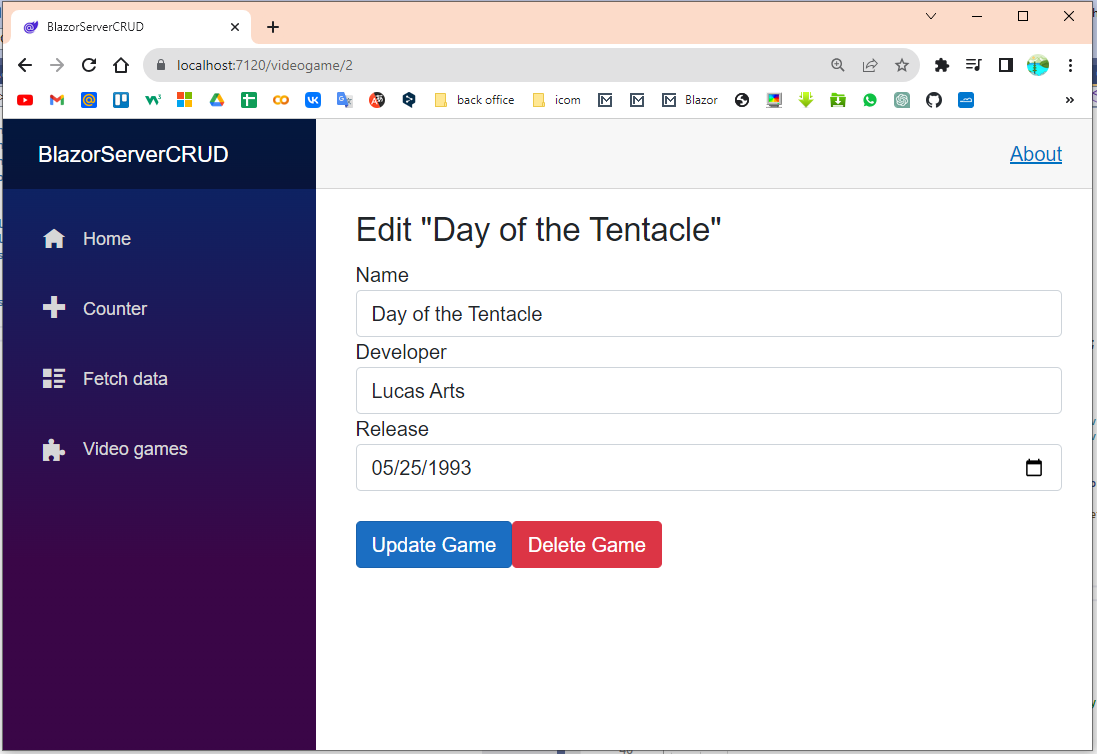 BlazorServerCRUD
localhost:7120/videogame/2
back office
icom
Blazor
BlazorServerCRUD
About
Home
Counter
Fetch data
Video games
Edit "Day of the Tentacle"
Name
Day of the Tentacle
Developer
Lucas Arts
Release
05/25/1993
Update Game
Delete Game